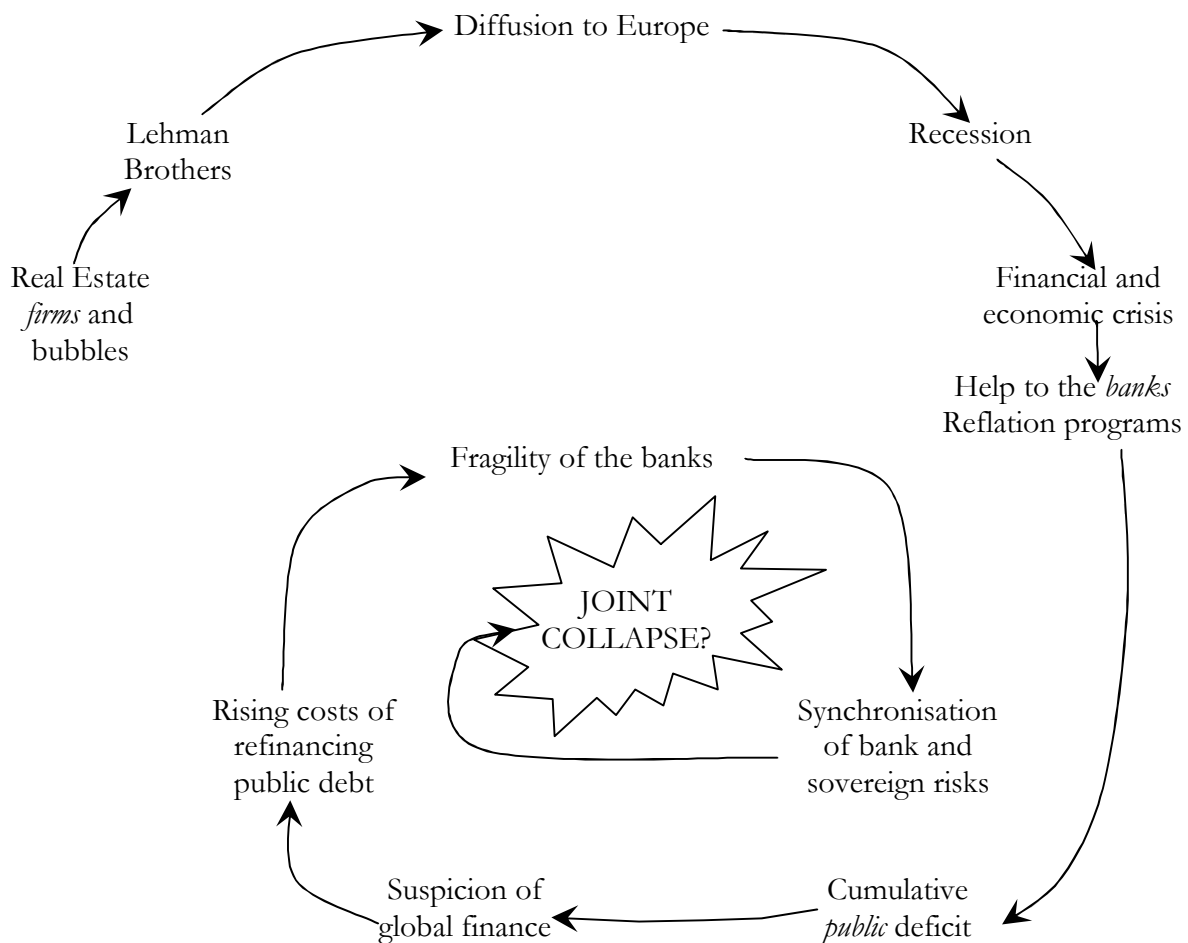 Diffusion to Europe
Lehman
Brothers
Recession
Real Estate
firms and
bubbles
Financial and
economic crisis
Help to the banks
Reflation programs
Fragility of the banks
JOINT
COLLAPSE?
Rising costs of
refinancing
public debt
Synchronisation
of bank and
sovereign risks
Suspicion of
global finance
Cumulative
public deficit